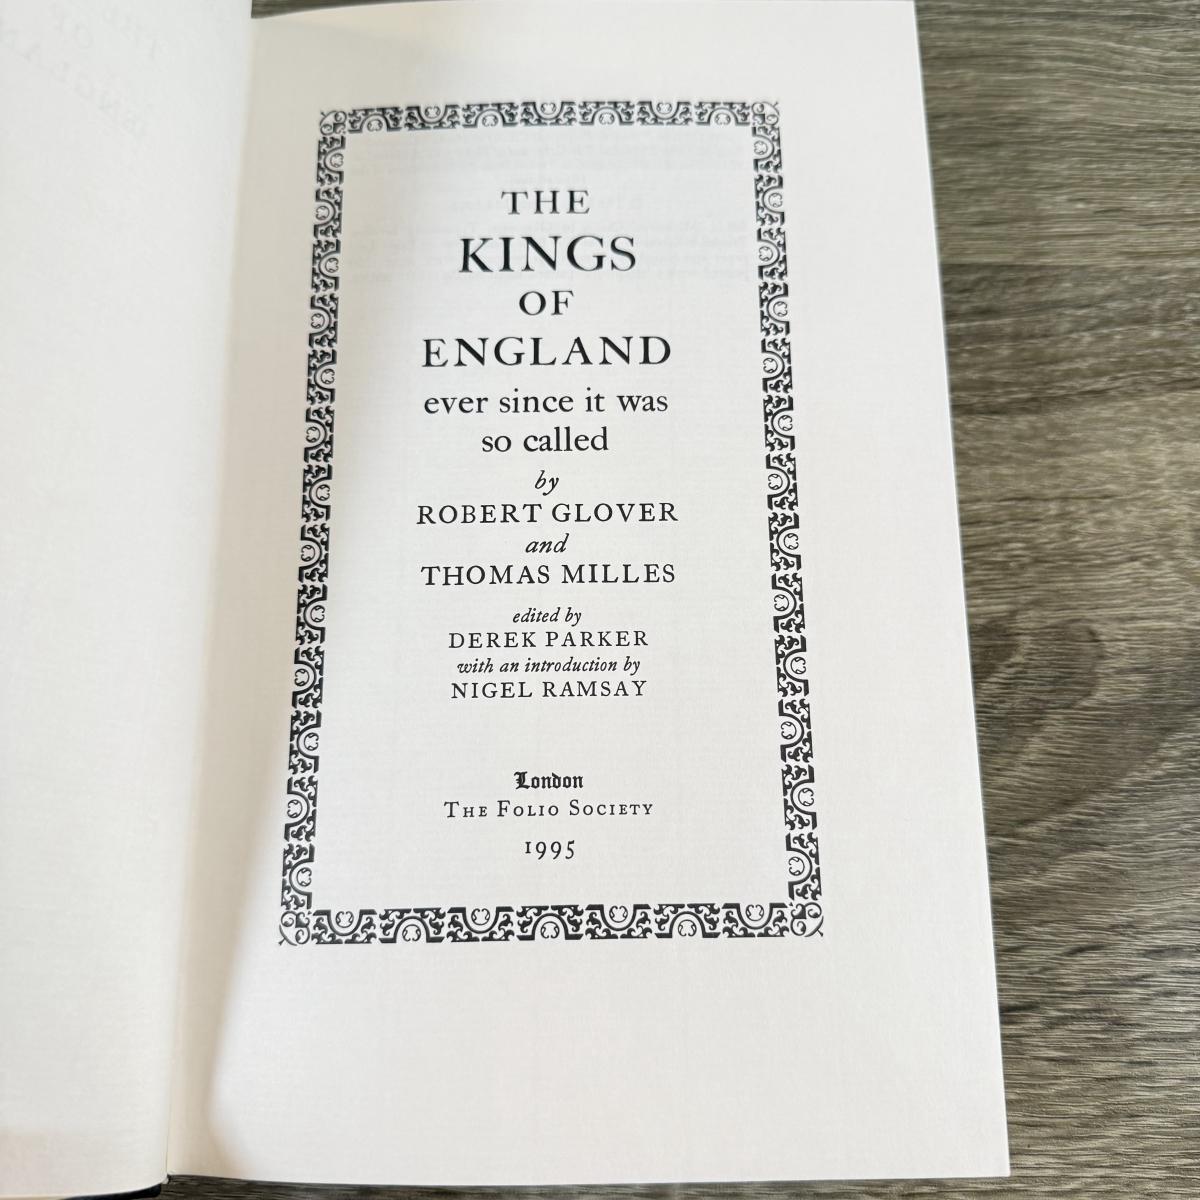 THE
KINGS
OF
ENGLAND
ever since it was
so called
by
ROBERT GLOVER
and
THOMAS MILLES
edited by
DEREK PARKER
with an introduction by
NIGEL RAMSAY
London
THE FOLIO SOCIETY
1995